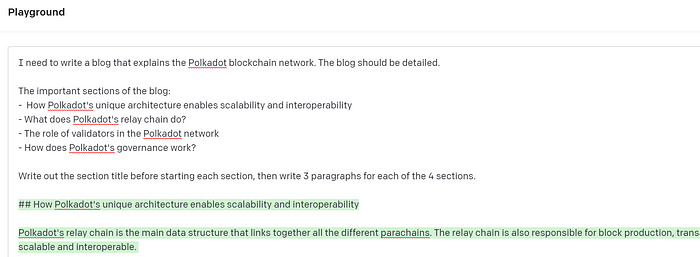 Playground
I need to write a blog that explains the Polkadot blockchain network. The blog should be detailed.
The important sections of the blog:
- How Polkadot's unique architecture enables scalability and interoperability
- What does Polkadot's relay chain do?
- The role of validators in the Polkadot network
- How does Polkadot's governance work?
Write out the section title before starting each section, then write 3 paragraphs for each of the 4 sections.
## How Polkadot's unique architecture enables scalability and interoperability
Polkadot's relay chain is the main data structure that links together all the different parachains. The relay chain is also responsible for block production, trans
scalable and interoperable.